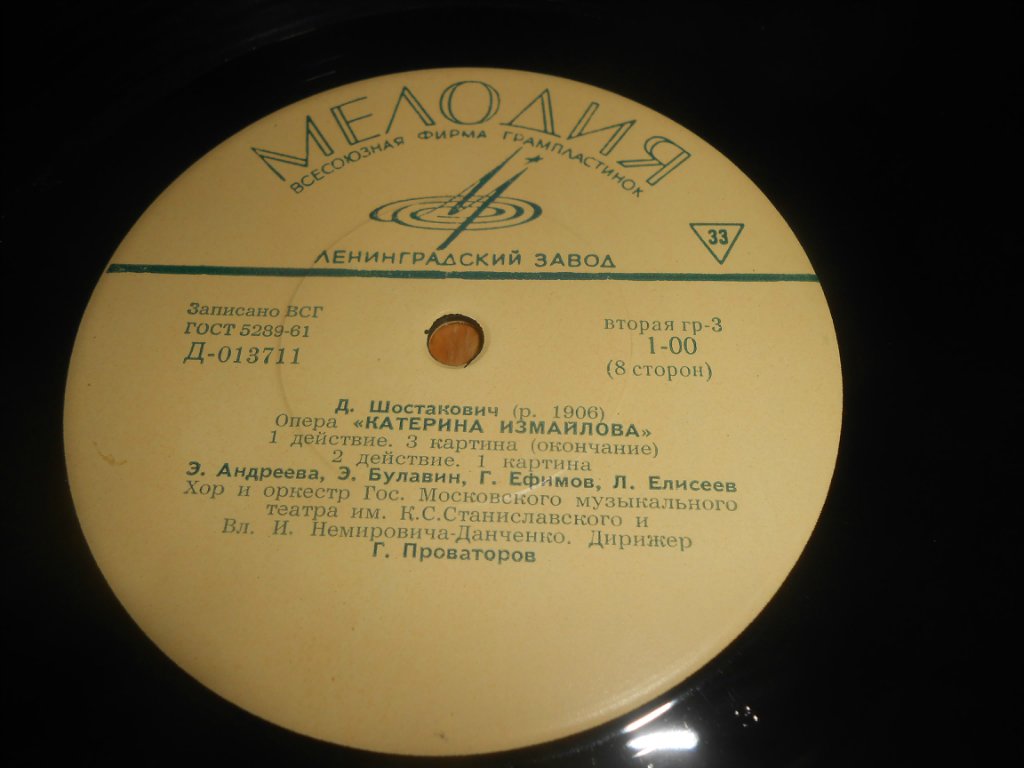 МЕЛОДИЯ
ВСЕСОЮЗНАЯ ФИРМА ГРАМПЛАСТИНОК
ЛЕНИНГРАДСКИЙ ЗАВОД
33
Записано ВСГ
ГОСТ 5289-61
Д-013711
вторая гр-3
1-00
(8 сторон)
Д. Шостакович (р. 1906)
Опера «КАТЕРИНА ИЗМАЙЛОВА»
1 действие. 3 картина (окончание)
2 действие. 1 картина
Э. Андреева, Э. Булавин, Г. Ефимов, Л. Елисеев
Хор и оркестр Гос. Московского музыкального
театра им. К.С.Станиславского и
Вл. И. Немировича-Данченко. Дирижер
Г. Проваторов